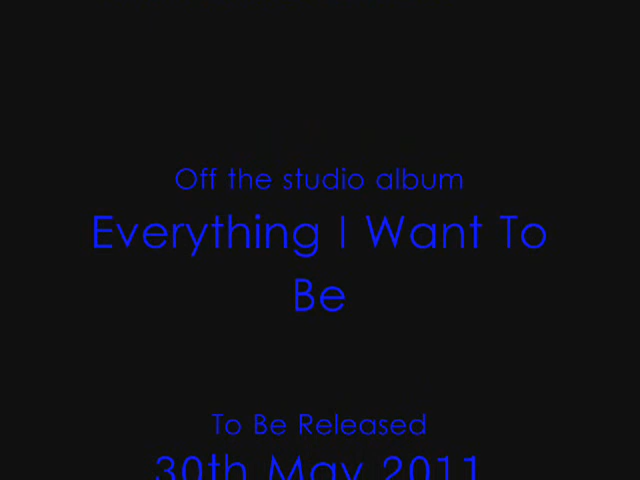 Off the studio album
Everything I Want To
Be
To Be Released
30th May 2011